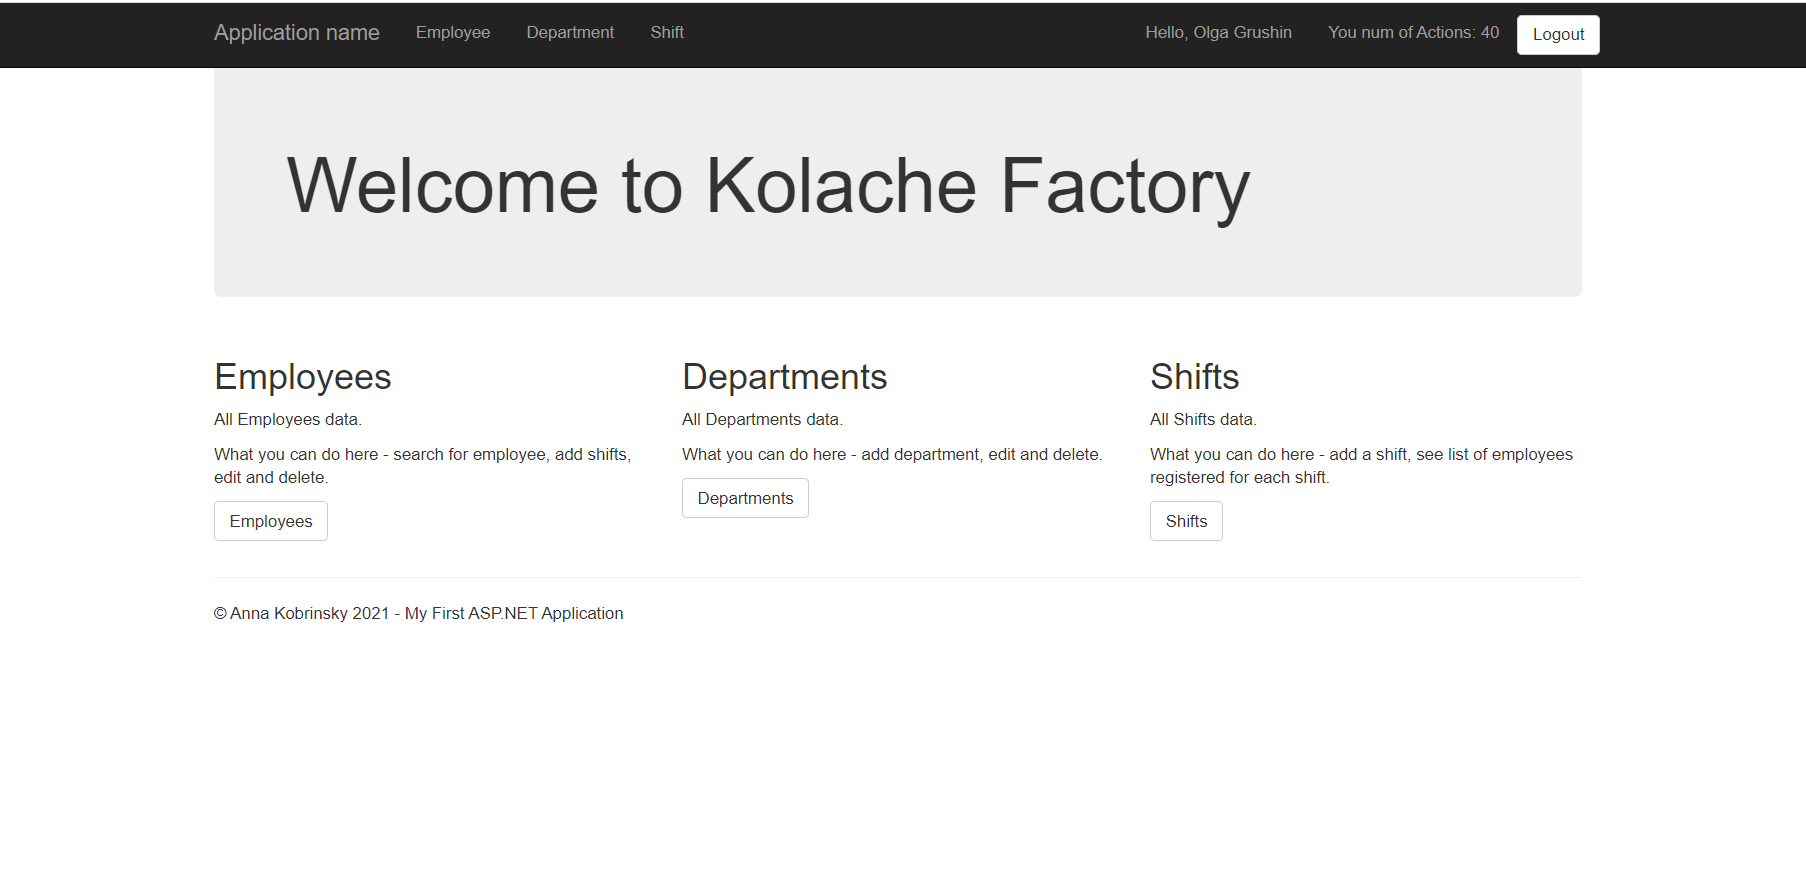 Application name Employee Department Shift Hello, Olga Grushin You num of Actions: 40 Logout
Welcome to Kolache Factory
Employees
All Employees data.
What you can do here - search for employee, add shifts,
edit and delete.
Employees
Departments
All Departments data.
What you can do here - add department, edit and delete.
Departments
Shifts
All Shifts data.
What you can do here - add a shift, see list of employees
registered for each shift.
Shifts
© Anna Kobrinsky 2021 - My First ASP.NET Application